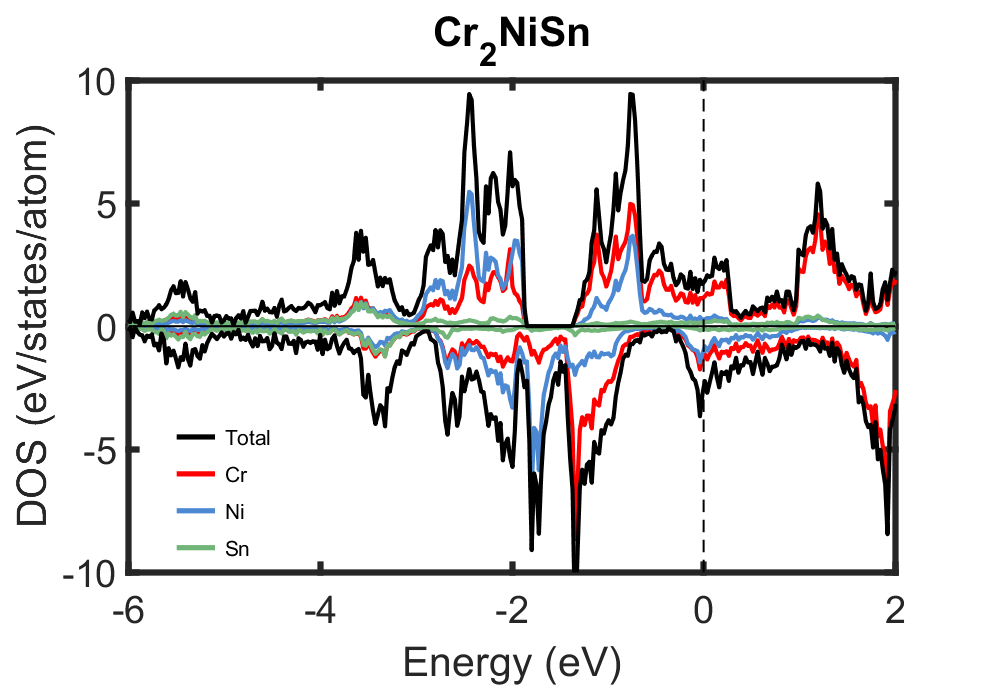 Cr2NiSn
DOS (eV/states/atom)
10
5
0
-5
-10
Total
Cr
Ni
Sn
-6 -4 -2 0 2
Energy (eV)